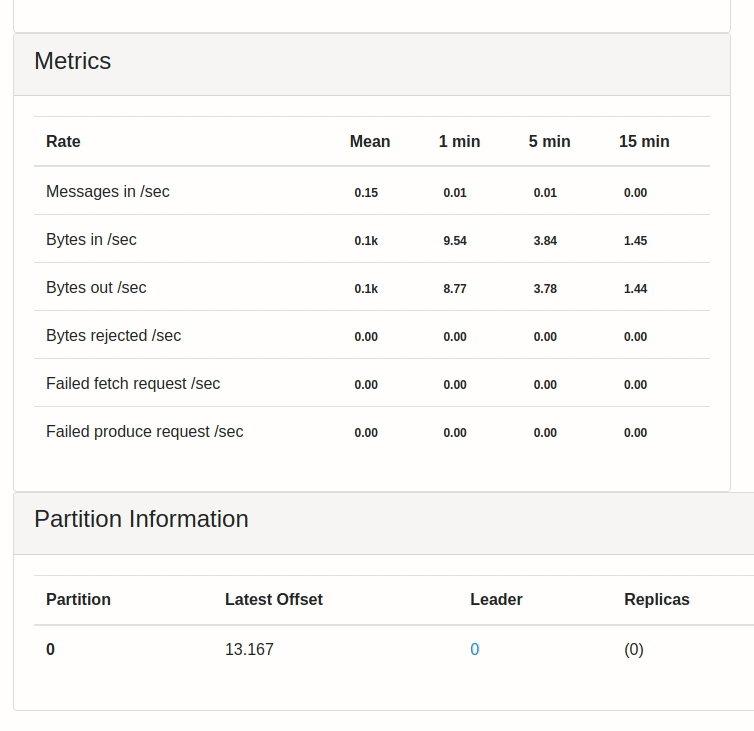 Metrics
Rate Mean 1 min 5 min 15 min
Messages in /sec 0.15 0.01 0.01 0.00
Bytes in /sec 0.1k 9.54 3.84 1.45
Bytes out /sec 0.1k 8.77 3.78 1.44
Bytes rejected /sec 0.00 0.00 0.00 0.00
Failed fetch request /sec 0.00 0.00 0.00 0.00
Failed produce request /sec 0.00 0.00 0.00 0.00
Partition Information
Partition Latest Offset Leader Replicas
0 13.167 0 (0)